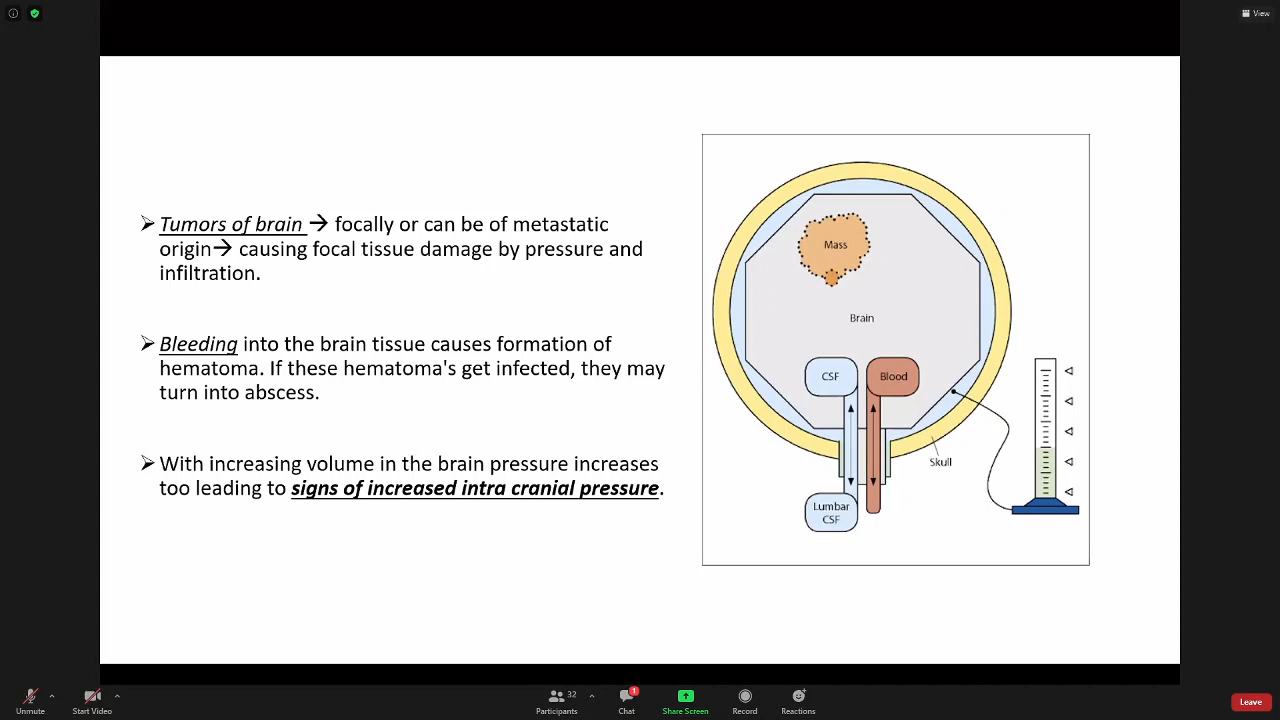 View
➢ Tumors of brain → focally or can be of metastatic
origin→ causing focal tissue damage by pressure and
infiltration.
➢ Bleeding into the brain tissue causes formation of
hematoma. If these hematoma's get infected, they may
turn into abscess.
➢ With increasing volume in the brain pressure increases
too leading to signs of increased intra cranial pressure.
Mass
Brain
CSF
Blood
Skull
Lumbar
CSF
Unmute
Start Video
32
Participants
1
Chat
Share Screen
Record
Reactions
Leave